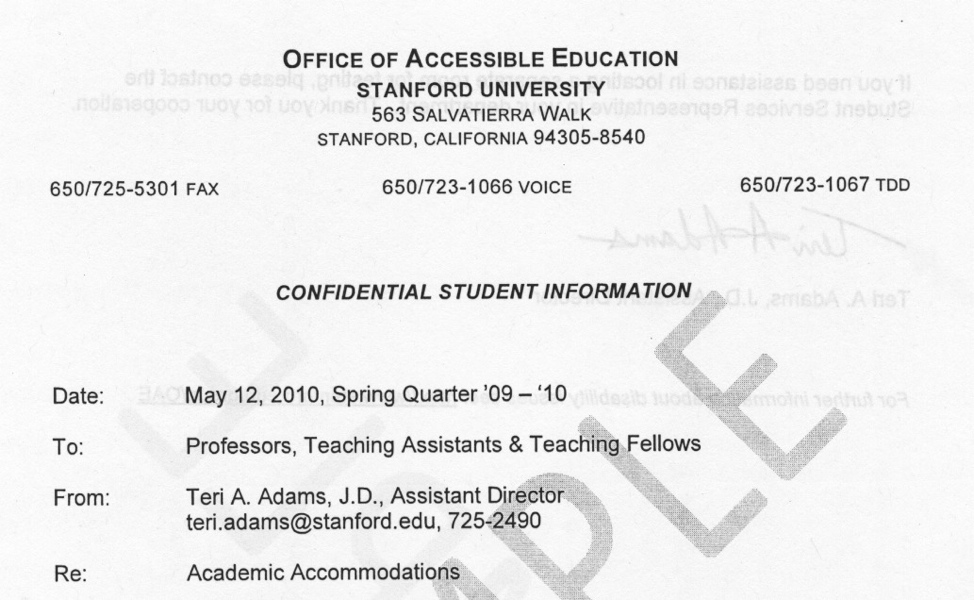 OFFICE OF ACCESSIBLE EDUCATION
STANFORD UNIVERSITY
563 SALVATIERRA WALK
STANFORD, CALIFORNIA 94305-8540
650/725-5301 FAX 650/723-1066 VOICE 650/723-1067 TDD
CONFIDENTIAL STUDENT INFORMATION
Date: May 12, 2010, Spring Quarter '09 – '10
To: Professors, Teaching Assistants & Teaching Fellows
From: Teri A. Adams, J.D., Assistant Director
teri.adams@stanford.edu, 725-2490
Re: Academic Accommodations